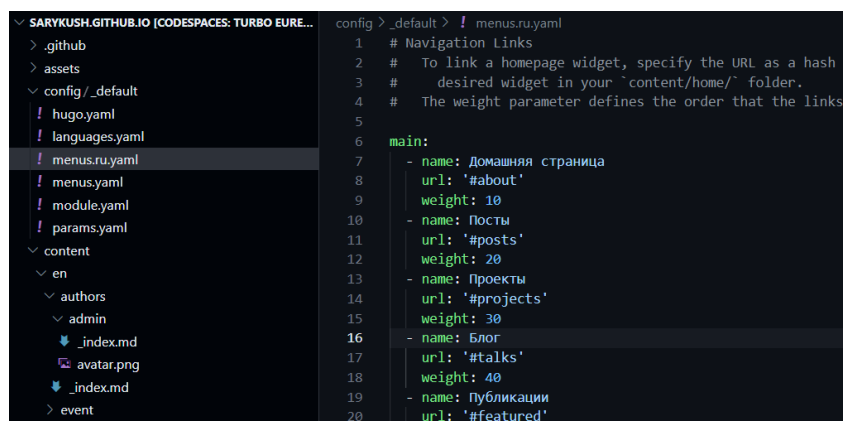 SARYKUSH.GITHUB.IO [CODESPACES: TURBO EURE...
.github
assets
config / _default
hugo.yaml
languages.yaml
menus.ru.yaml
menus.yaml
module.yaml
params.yaml
content
en
authors
admin
_index.md
avatar.png
_index.md
event
config > _default > ! menus.ru.yaml
1 # Navigation Links
2 #   To link a homepage widget, specify the URL as a hash
3 #     desired widget in your `content/home/` folder.
4 #   The weight parameter defines the order that the links
5
6 main:
7   - name: Домашняя страница
8     url: '#about'
9     weight: 10
10   - name: Посты
11     url: '#posts'
12     weight: 20
13   - name: Проекты
14     url: '#projects'
15     weight: 30
16   - name: Блог
17     url: '#talks'
18     weight: 40
19   - name: Публикации
20     url: '#featured'